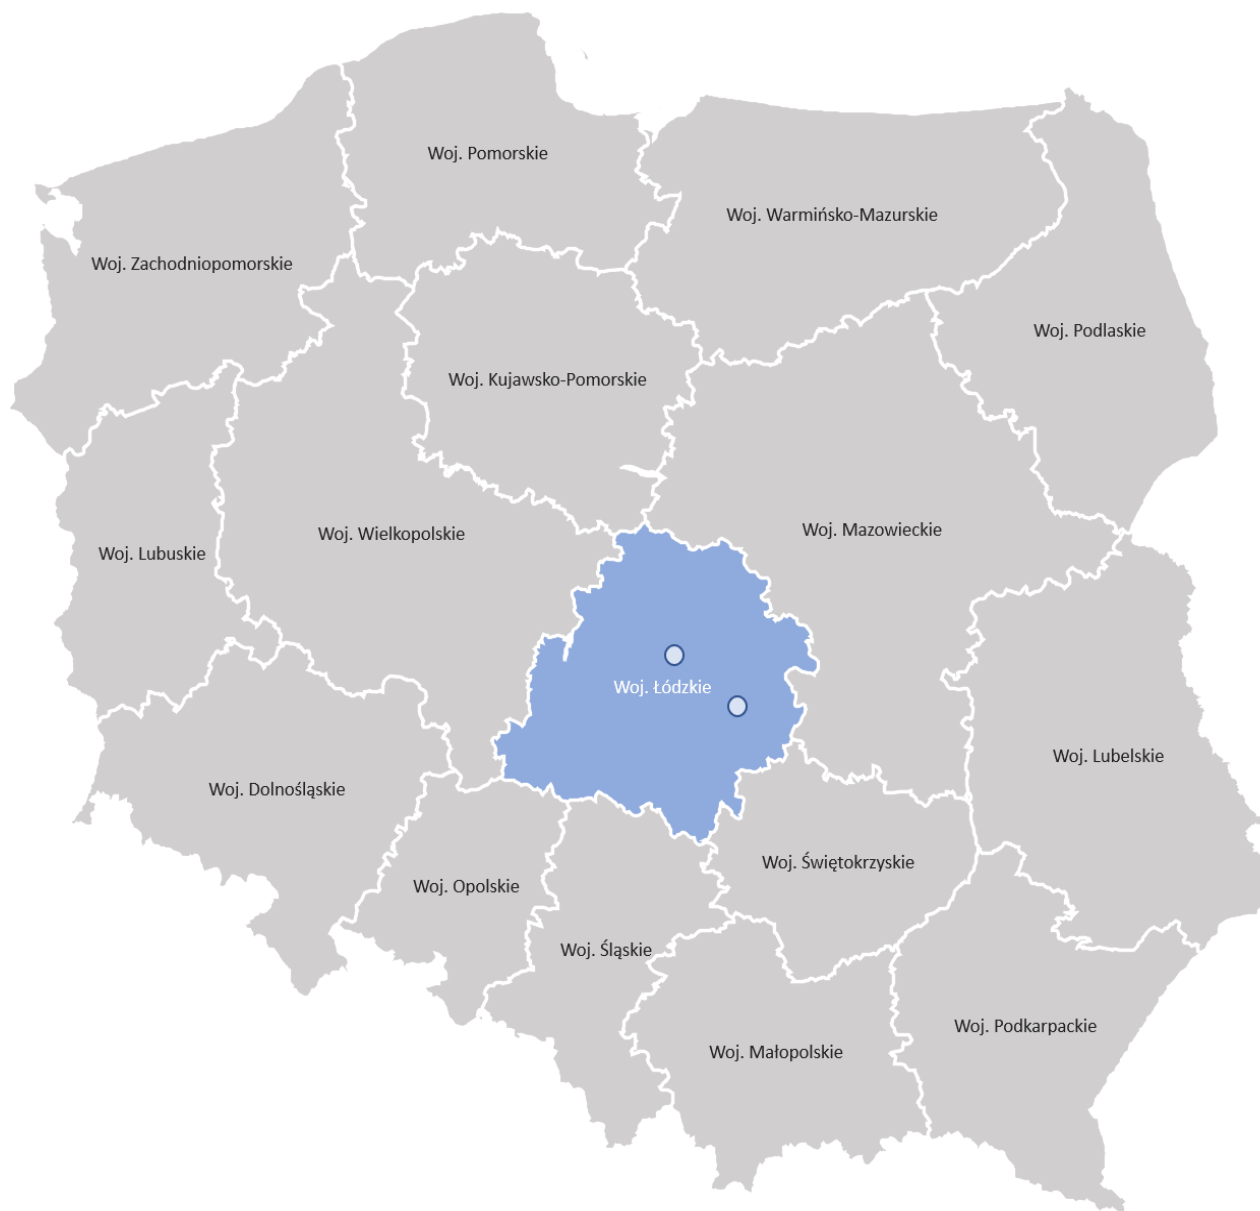 Woj. Pomorskie
Woj. Warmińsko-Mazurskie
Woj. Zachodniopomorskie
Woj. Podlaskie
Woj. Kujawsko-Pomorskie
Woj. Mazowieckie
Woj. Wielkopolskie
Woj. Lubuskie
Woj. Łódzkie
Woj. Lubelskie
Woj. Dolnośląskie
Woj. Świętokrzyskie
Woj. Opolskie
Woj. Śląskie
Woj. Podkarpackie
Woj. Małopolskie